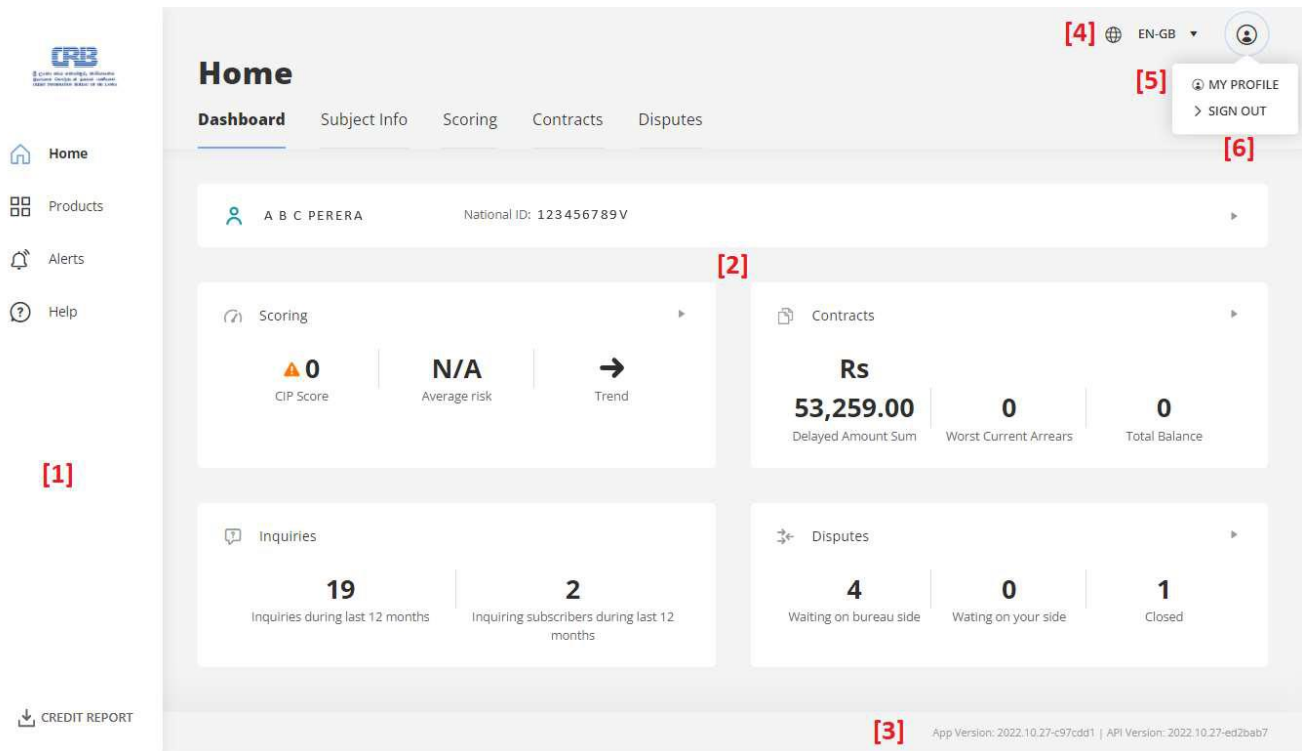 CRIB
Home
Products
Alerts
Help
[1]
CREDIT REPORT
[4] EN-GB
Home
[5] MY PROFILE
SIGN OUT
[6]
Dashboard Subject Info Scoring Contracts Disputes
A B C PERERA National ID: 123456789V
[2]
Scoring
0 N/A
CIP Score Average risk Trend
Contracts
Rs
53,259.00 0 0
Delayed Amount Sum Worst Current Arrears Total Balance
Inquiries
19 2
Inquiries during last 12 months Inquiring subscribers during last 12
months
Disputes
4 0 1
Waiting on bureau side Wating on your side Closed
[3] App Version: 2022.10.27-c97cdd1 | API Version: 2022.10.27-ed2bab7